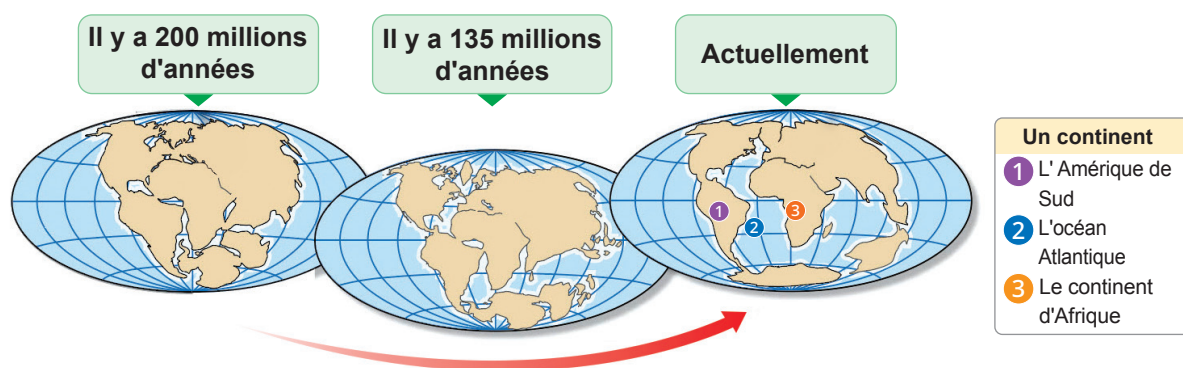 Il y a 200 millions
d'années
Il y a 135 millions
d'années
Actuellement
1
2
3
Un continent
1 L' Amérique de
Sud
2 L'océan
Atlantique
3 Le continent
d'Afrique